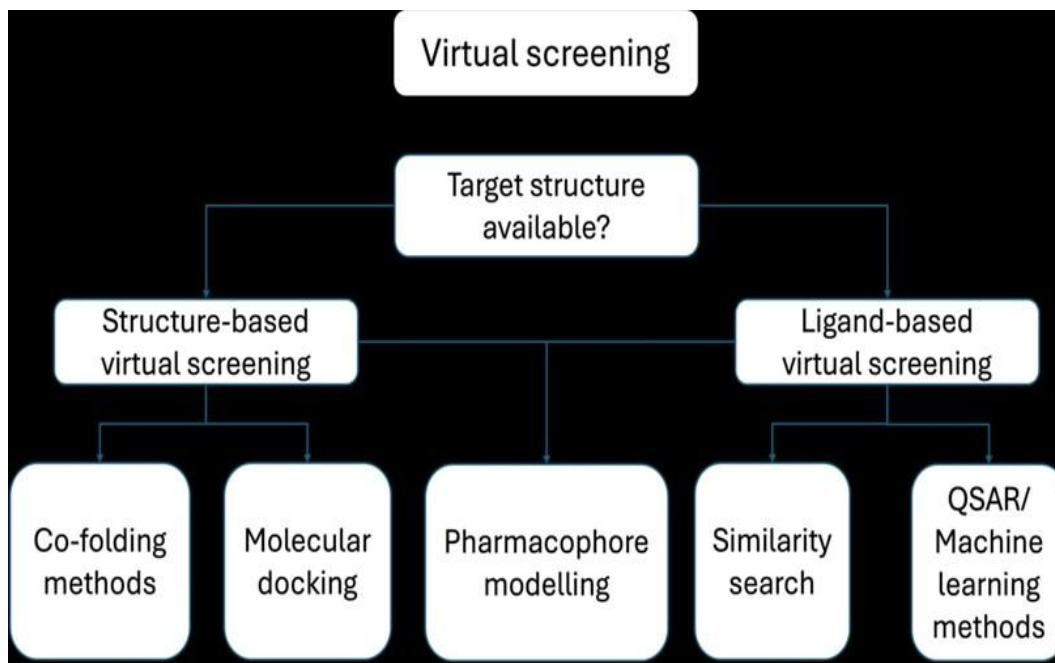 Virtual screening
Target structure
available?
Structure-based
virtual screening
Ligand-based
virtual screening
Co-folding
methods
Molecular
docking
Pharmacophore
modelling
Similarity
search
QSAR/
Machine
learning
methods